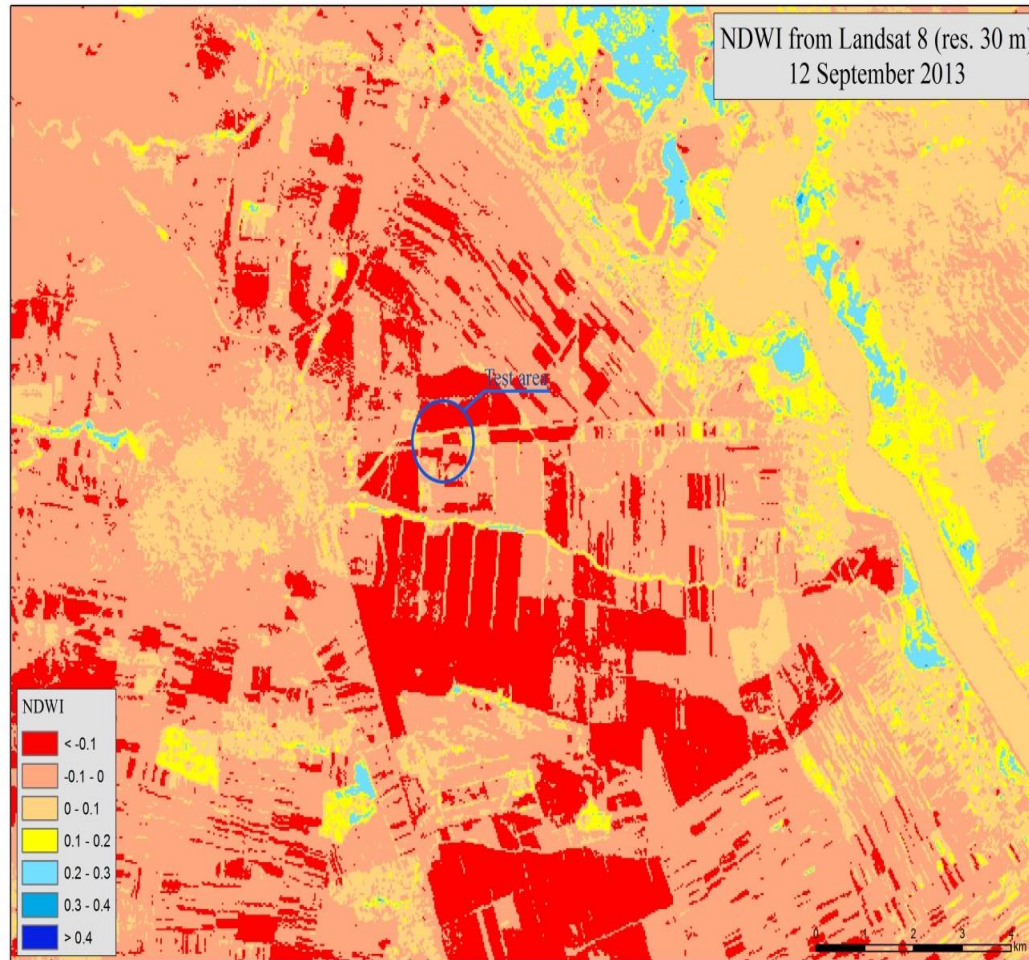 NDWI from Landsat 8 (res. 30 m)
12 September 2013
Test area
NDWI
< -0.1
-0.1 - 0
0 - 0.1
0.1 - 0.2
0.2 - 0.3
0.3 - 0.4
> 0.4
0 1 2 3 4
km